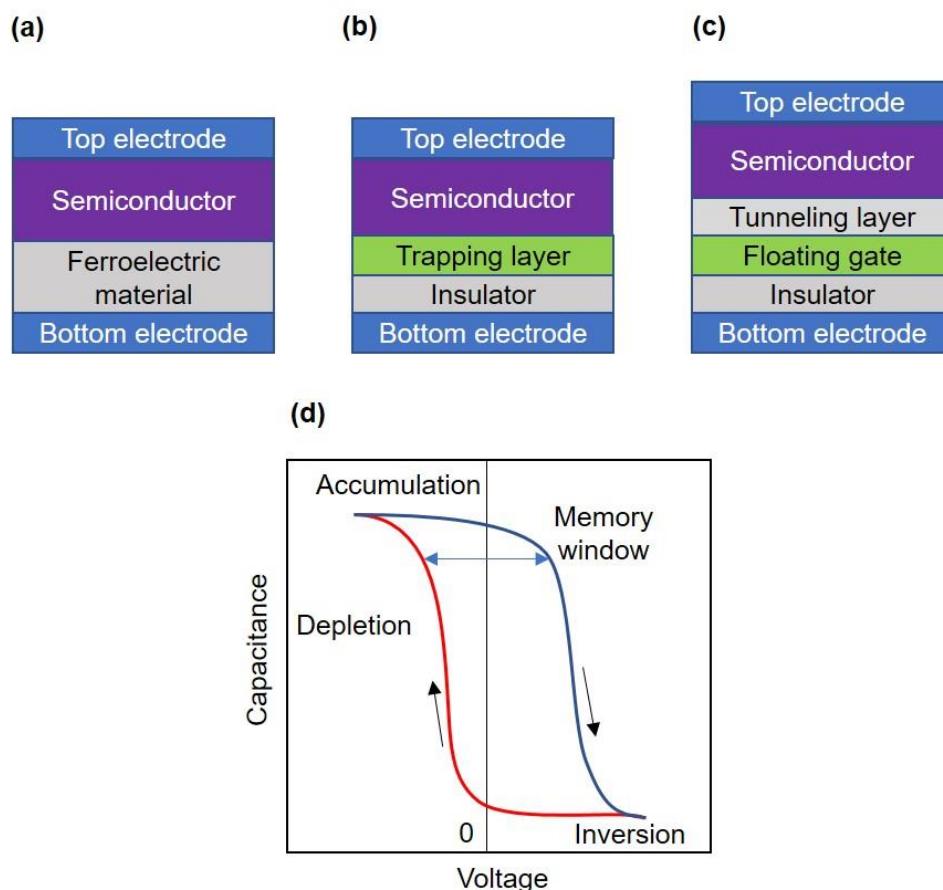 (a)
Top electrode
Semiconductor
Ferroelectric
material
Bottom electrode
(b)
Top electrode
Semiconductor
Trapping layer
Insulator
Bottom electrode
(c)
Top electrode
Semiconductor
Tunneling layer
Floating gate
Insulator
Bottom electrode
(d)
Accumulation
Memory
window
Depletion
Capacitance
0
Inversion
Voltage